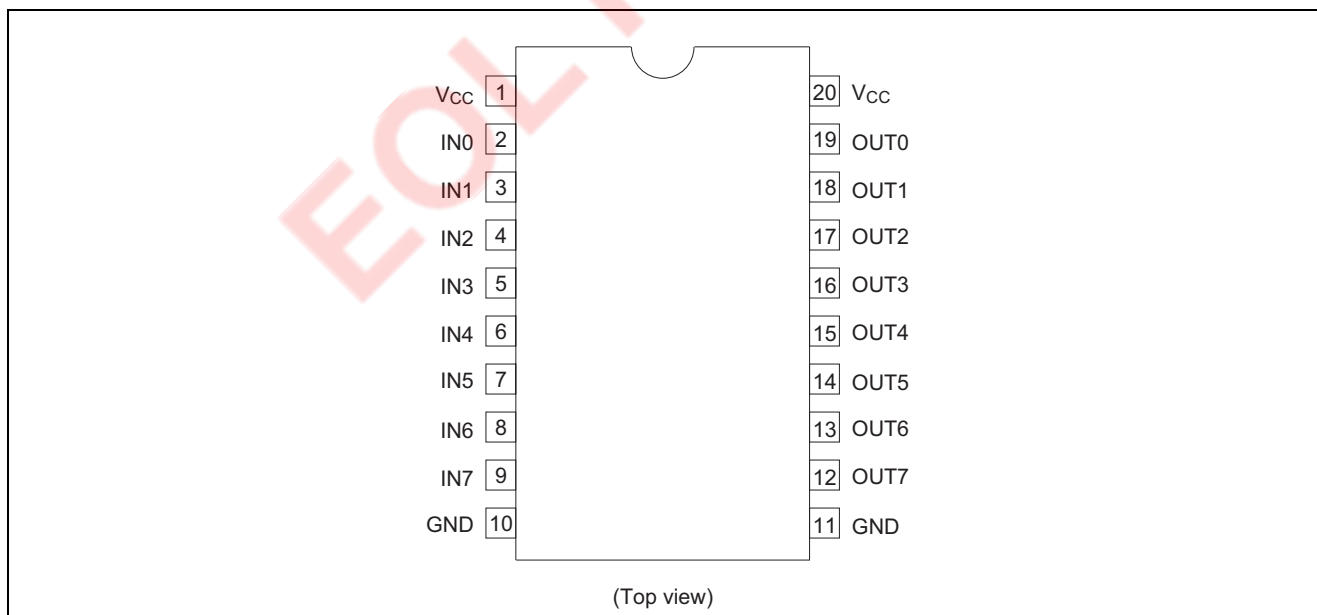 EOL
VCC 1 20 VCC
IN0 2 19 OUT0
IN1 3 18 OUT1
IN2 4 17 OUT2
IN3 5 16 OUT3
IN4 6 15 OUT4
IN5 7 14 OUT5
IN6 8 13 OUT6
IN7 9 12 OUT7
GND 10 11 GND
(Top view)